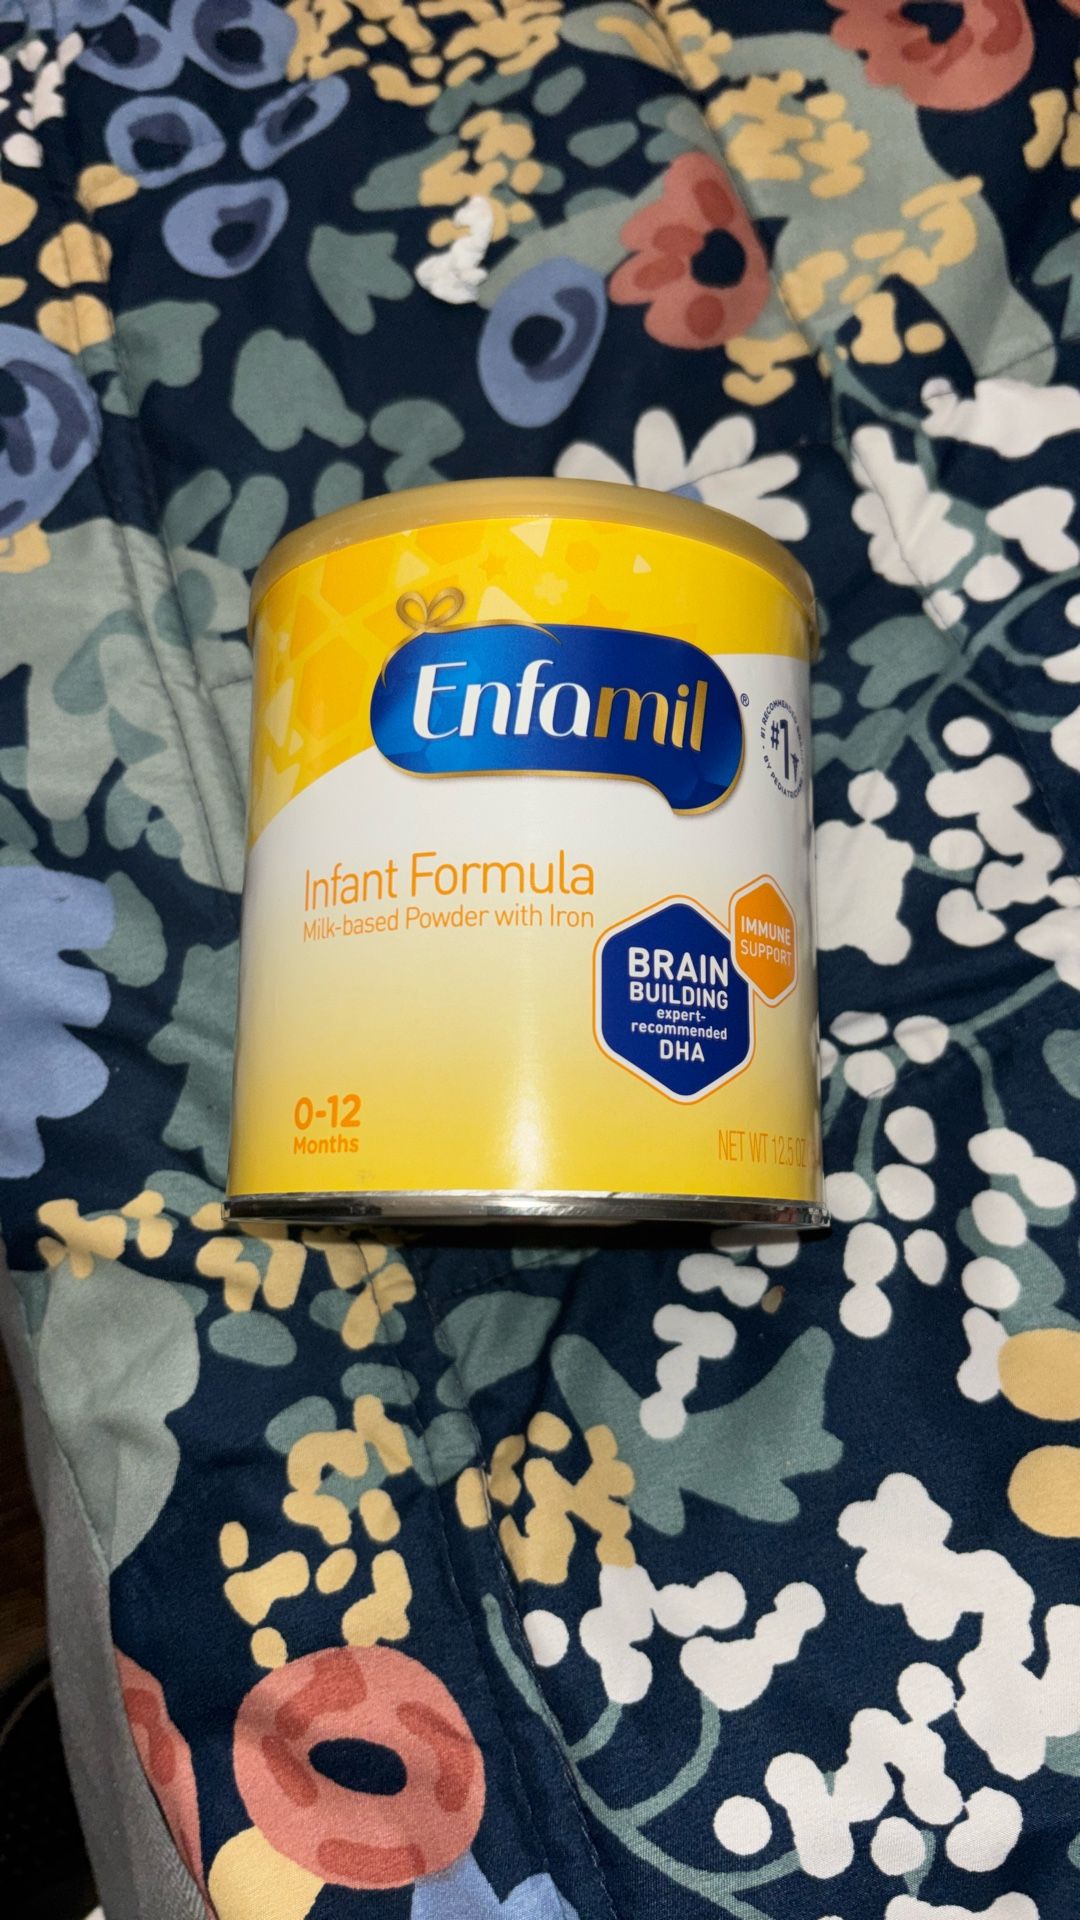 Enfamil®
#1
Infant Formula
Milk-based Powder with Iron
IMMUNE
SUPPORT
BRAIN
BUILDING
expert-
recommended
DHA
0-12
Months
NET WT 12.5 OZ